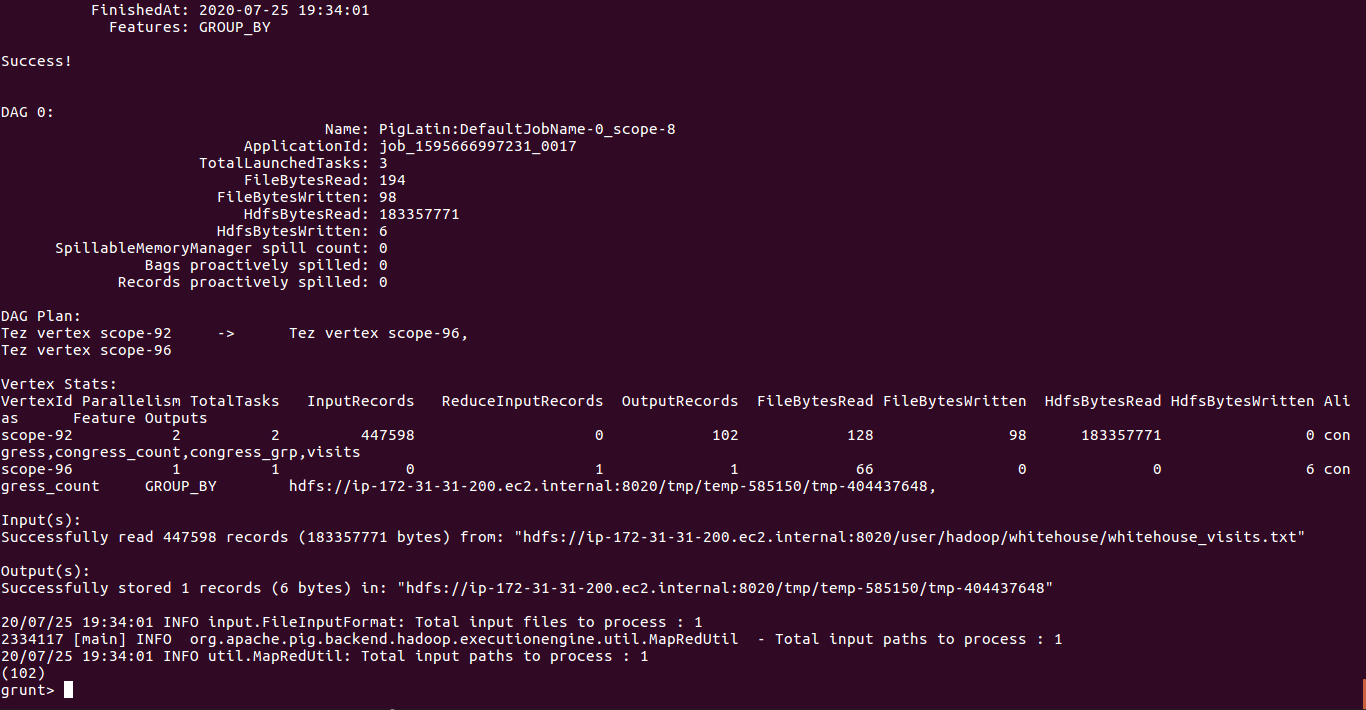 FinishedAt: 2020-07-25 19:34:01
Features: GROUP_BY
Success!
DAG 0:
Name: PigLatin:DefaultJobName-0_scope-8
ApplicationId: job_1595666997231_0017
TotalLaunchedTasks: 3
FileBytesRead: 194
FileBytesWritten: 98
HdfsBytesRead: 183357771
HdfsBytesWritten: 6
SpillableMemoryManager spill count: 0
Bags proactively spilled: 0
Records proactively spilled: 0
DAG Plan:
Tez vertex scope-92	->	Tez vertex scope-96,
Tez vertex scope-96
Vertex Stats:
VertexId Parallelism TotalTasks   InputRecords   ReduceInputRecords  OutputRecords  FileBytesRead FileBytesWritten  HdfsBytesRead HdfsBytesWritten Ali
as	Feature	Outputs
scope-92           2          2         447598                    0            102            128               98      183357771                0 con
gress,congress_count,congress_grp,visits
scope-96           1          1              0                    1              1             66                0              0                6 con
gress_count	GROUP_BY	hdfs://ip-172-31-31-200.ec2.internal:8020/tmp/temp-585150/tmp-404437648,
Input(s):
Successfully read 447598 records (183357771 bytes) from: "hdfs://ip-172-31-31-200.ec2.internal:8020/user/hadoop/whitehouse/whitehouse_visits.txt"
Output(s):
Successfully stored 1 records (6 bytes) in: "hdfs://ip-172-31-31-200.ec2.internal:8020/tmp/temp-585150/tmp-404437648"
20/07/25 19:34:01 INFO input.FileInputFormat: Total input files to process : 1
2334117 [main] INFO  org.apache.pig.backend.hadoop.executionengine.util.MapRedUtil  - Total input paths to process : 1
20/07/25 19:34:01 INFO util.MapRedUtil: Total input paths to process : 1
(102)
grunt>